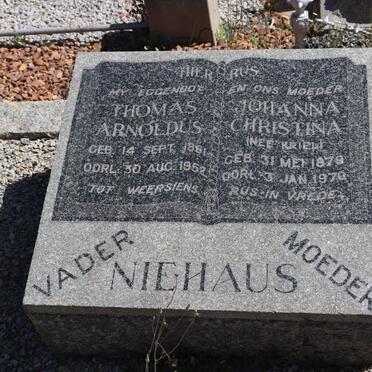 HIER RUS
MY EGGENOOT
THOMAS
ARNOLDUS
GEB. 14 SEPT. 1881
OORL. 30 AUG. 1952
TOT WEERSIENS
EN ONS MOEDER
JOHANNA
CHRISTINA
(NEE KRIEL)
GEB. 31 MEI 1879
OORL. 3 JAN 1970
RUS IN VREDE
VADER
MOEDER
NIEHAUS